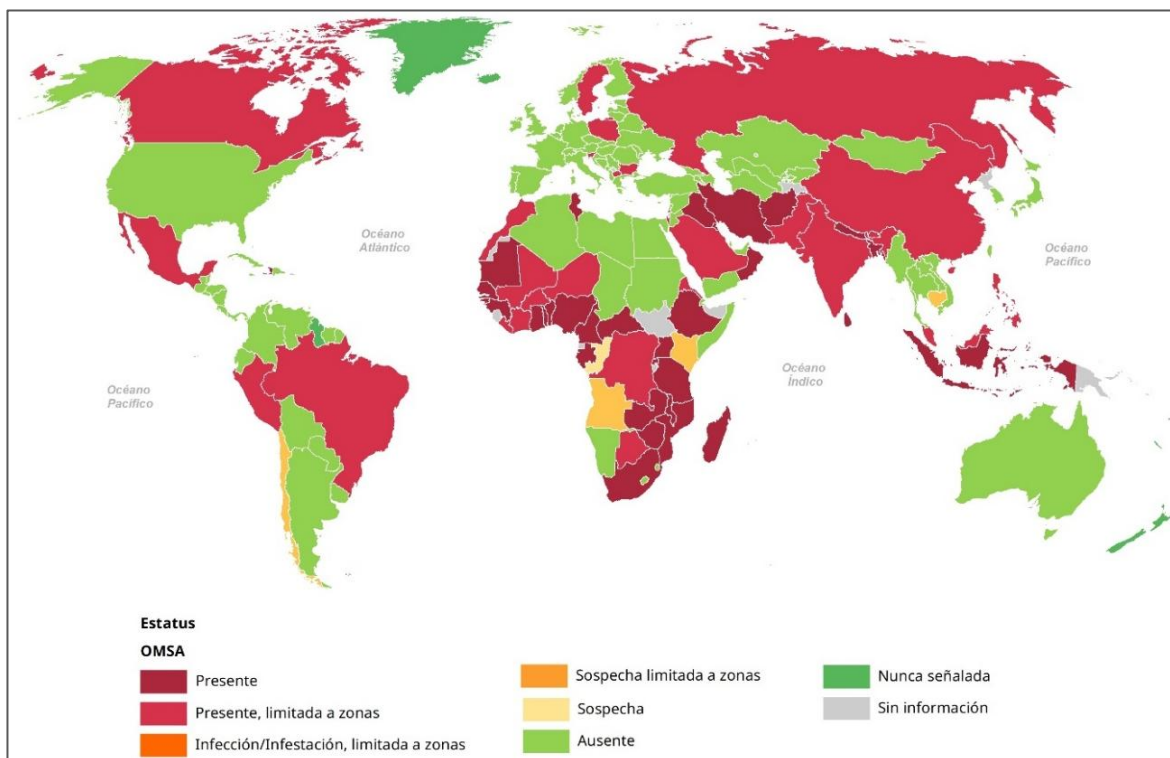 Océano
Atlántico
Océano
Pacífico
Océano
Pacífico
Océano
Índico
Estatus
OMSA
Presente
Presente, limitada a zonas
Infección/Infestación, limitada a zonas
Sospecha limitada a zonas
Sospecha
Ausente
Nunca señalada
Sin información